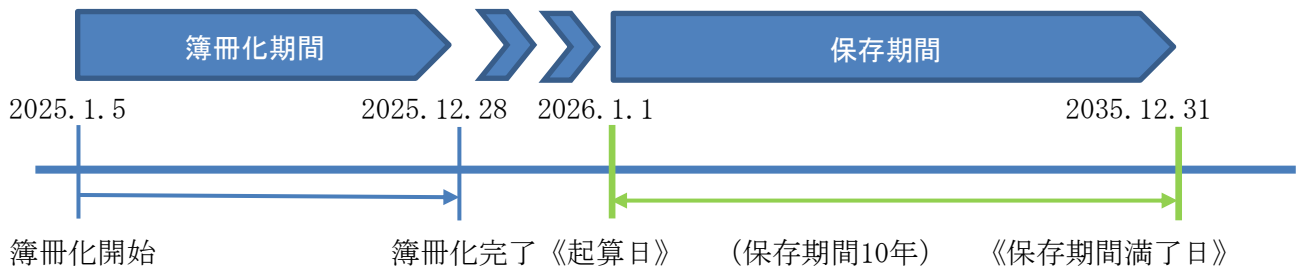 簿冊化期間 保存期間
2025.1.5 2025.12.28 2026.1.1 2035.12.31
簿冊化開始 簿冊化完了《起算日》 (保存期間10年) 《保存期間満了日》